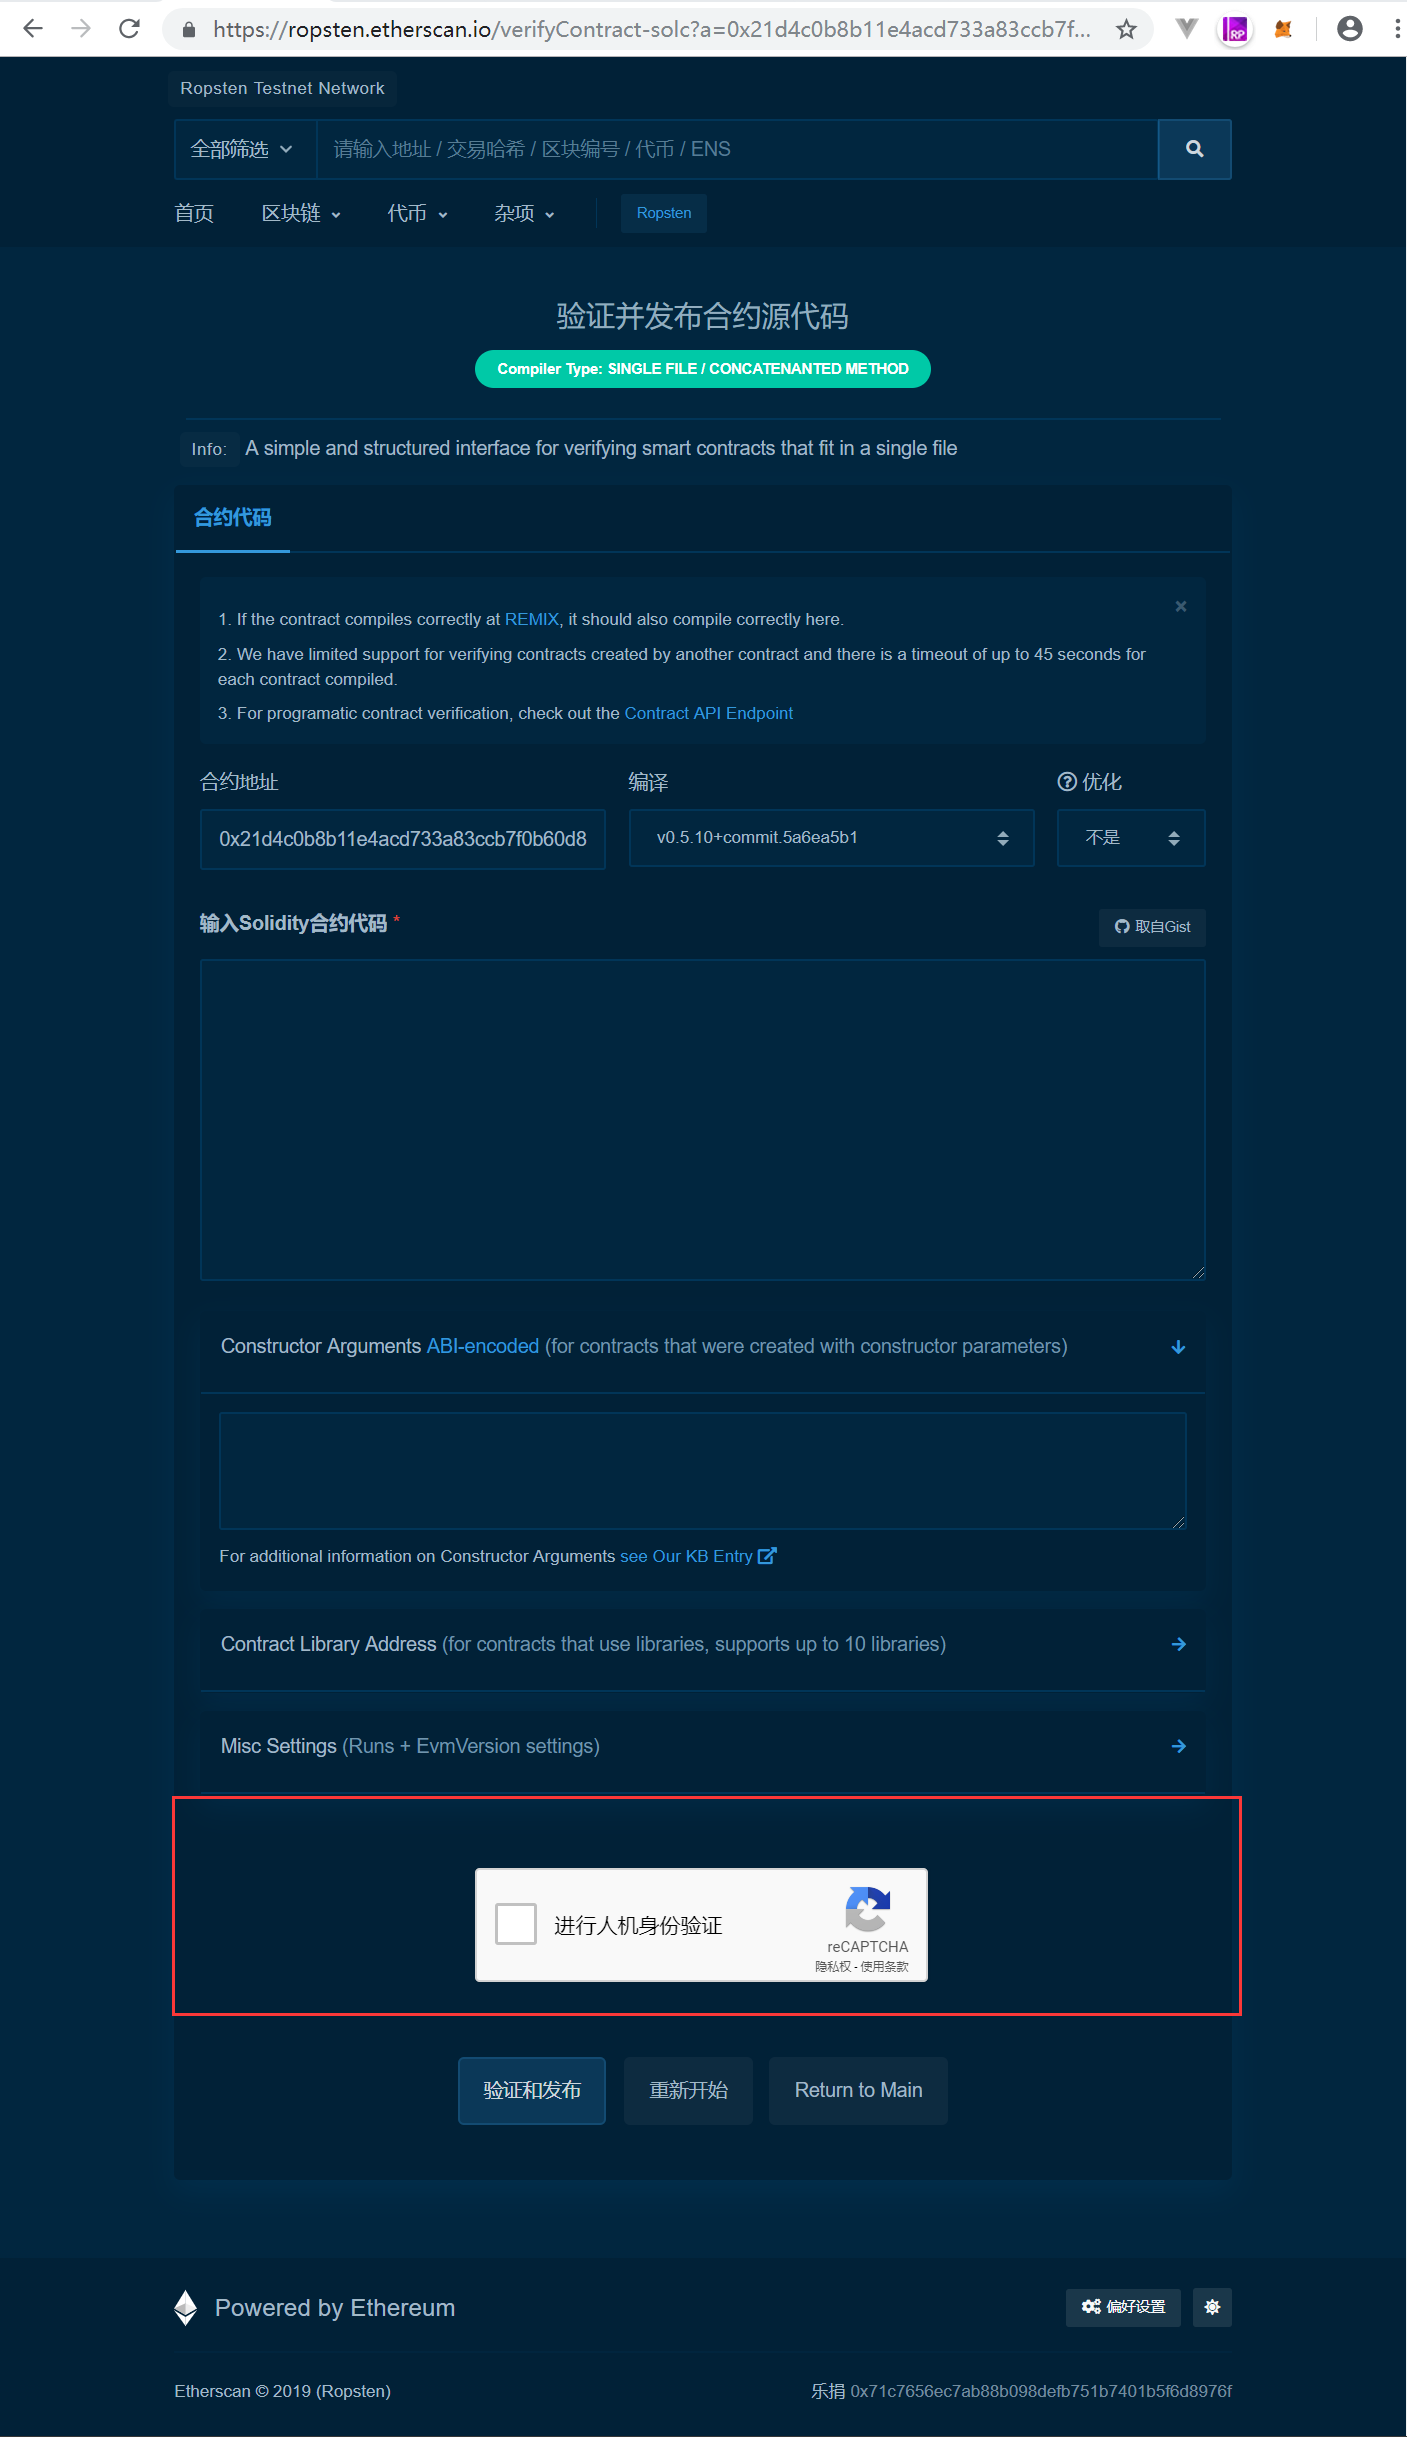 https://ropsten.etherscan.io/verifyContract-solc?a=0x21d4c0b8b11e4acd733a83ccb7f...
RP
Ropsten Testnet Network
全部筛选
请输入地址 / 交易哈希 / 区块编号 / 代币 / ENS
首页 区块链 代币 杂项 Ropsten
验证并发布合约源代码
Compiler Type: SINGLE FILE / CONCATENANTED METHOD
Info: A simple and structured interface for verifying smart contracts that fit in a single file
合约代码
1. If the contract compiles correctly at REMIX, it should also compile correctly here.
2. We have limited support for verifying contracts created by another contract and there is a timeout of up to 45 seconds for
each contract compiled.
3. For programatic contract verification, check out the Contract API Endpoint
合约地址 编译 优化
0x21d4c0b8b11e4acd733a83ccb7f0b60d8 v0.5.10+commit.5a6ea5b1 不是
输入Solidity合约代码 * 取自Gist
Constructor Arguments ABI-encoded (for contracts that were created with constructor parameters)
For additional information on Constructor Arguments see Our KB Entry
Contract Library Address (for contracts that use libraries, supports up to 10 libraries)
Misc Settings (Runs + EvmVersion settings)
进行人机身份验证
reCAPTCHA
隐私权 - 使用条款
验证和发布 重新开始 Return to Main
Powered by Ethereum 偏好设置
Etherscan © 2019 (Ropsten) 乐捐 0x71c7656ec7ab88b098defb751b7401b5f6d8976f